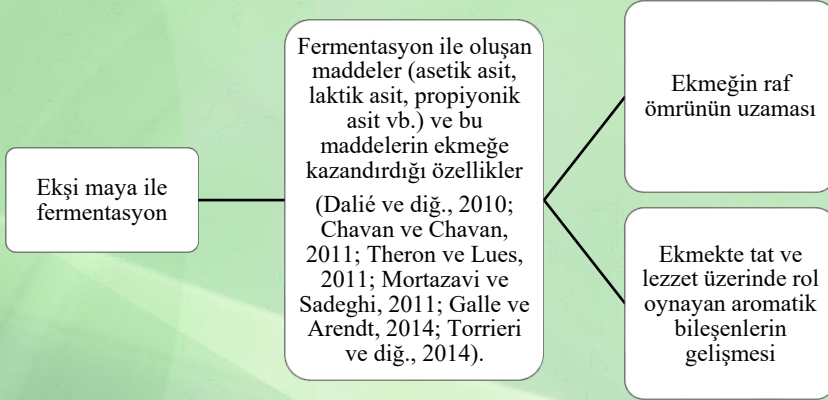 Ekşi maya ile
fermentasyon
Fermentasyon ile oluşan
maddeler (asetik asit,
laktik asit, propiyonik
asit vb.) ve bu
maddelerin ekmeğe
kazandırdığı özellikler
(Dalié ve diğ., 2010;
Chavan ve Chavan,
2011; Theron ve Lues,
2011; Mortazavi ve
Sadeghi, 2011; Galle ve
Arendt, 2014; Torrieri
ve diğ., 2014).
Ekmeğin raf
ömrünün uzaması
Ekmekte tat ve
lezzet üzerinde rol
oynayan aromatik
bileşenlerin
gelişmesi